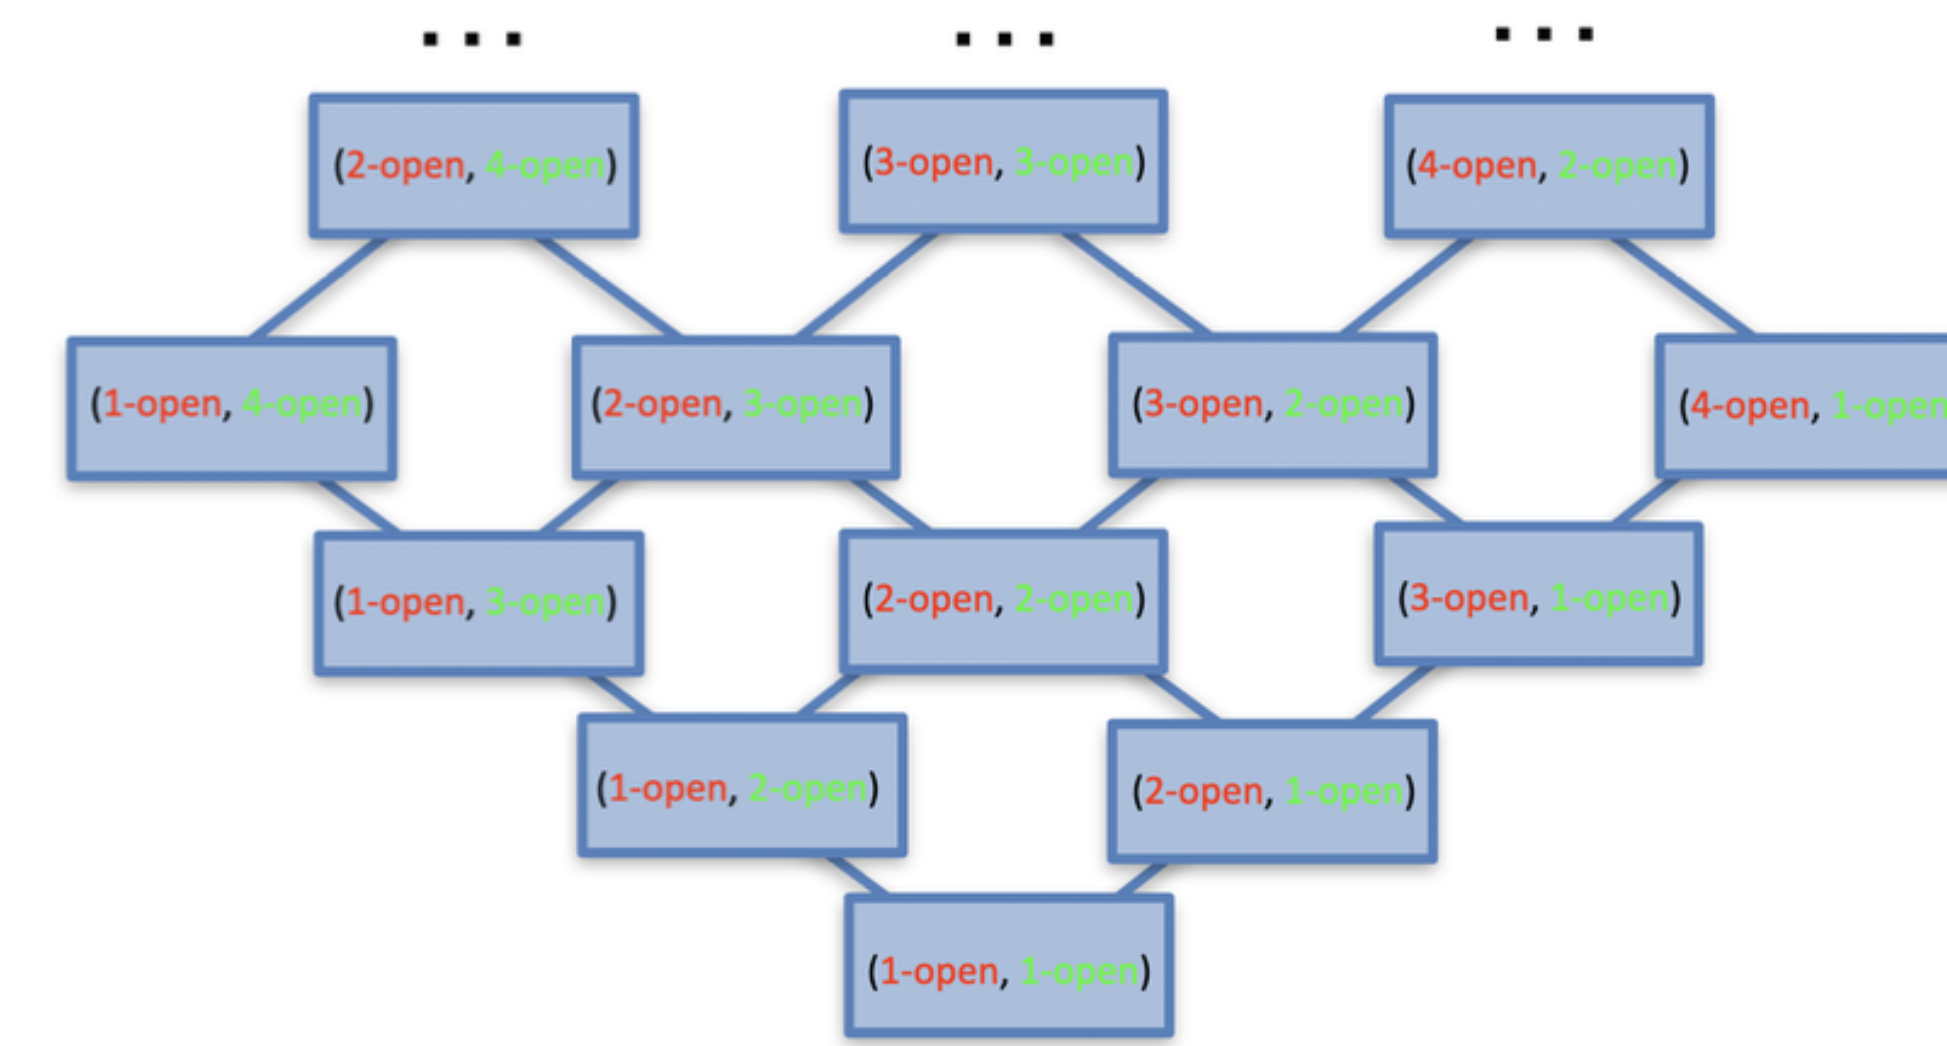 ...
...
...
(2-open, 4-open)
(3-open, 3-open)
(4-open, 2-open)
(1-open, 4-open)
(2-open, 3-open)
(3-open, 2-open)
(4-open, 1-open
(1-open, 3-open)
(2-open, 2-open)
(3-open, 1-open)
(1-open, 2-open)
(2-open, 1-open)
(1-open, 1-open)